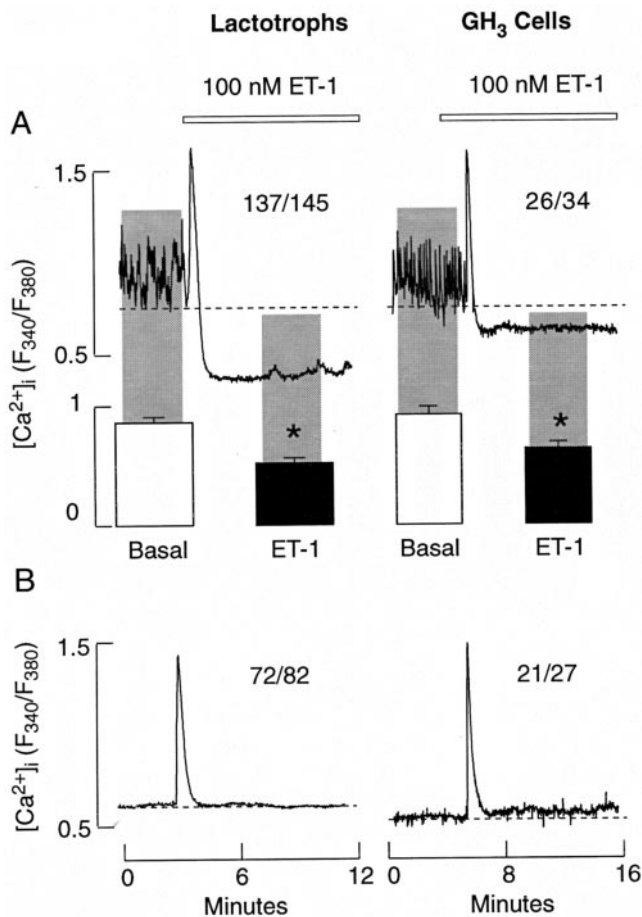 Lactotrophs GH3 Cells
100 nM ET-1 100 nM ET-1
A
[Ca2+]i (F340/F380)
1.5
137/145 26/34
0.5
1
* *
0
Basal ET-1 Basal ET-1
B
[Ca2+]i (F340/F380)
1.5
72/82 21/27
0.5
0 12 0 8 16
Minutes Minutes